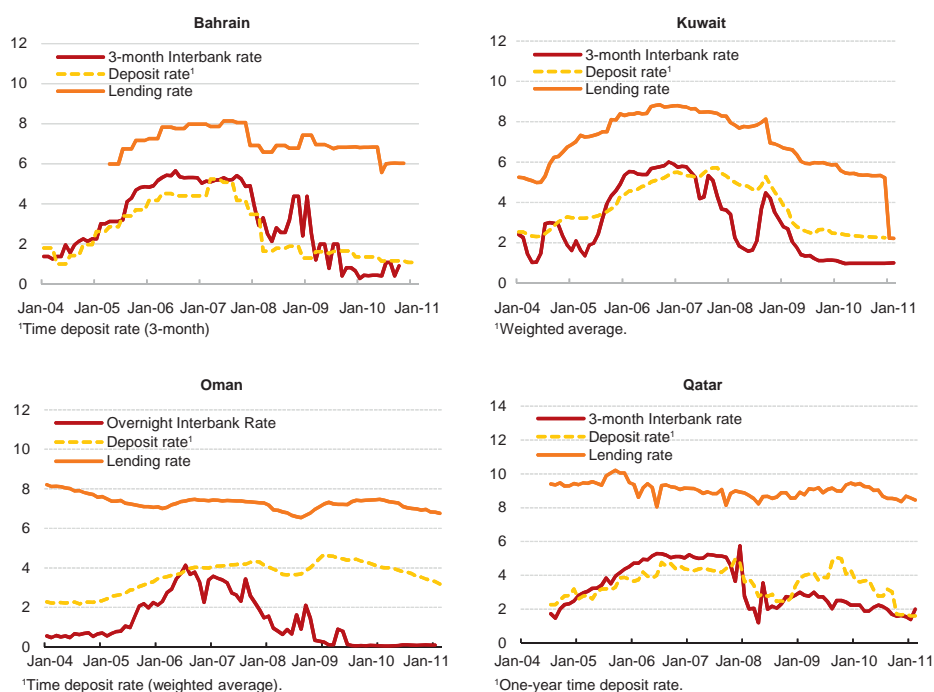 Bahrain
12
10
8
6
4
2
0
3-month Interbank rate
Deposit rate¹
Lending rate
Jan-04 Jan-05 Jan-06 Jan-07 Jan-08 Jan-09 Jan-10 Jan-11
¹Time deposit rate (3-month)
Kuwait
12
10
8
6
4
2
0
3-month Interbank rate
Deposit rate¹
Lending rate
Jan-04 Jan-05 Jan-06 Jan-07 Jan-08 Jan-09 Jan-10 Jan-11
¹Weighted average.
Oman
12
10
8
6
4
2
0
Overnight Interbank Rate
Deposit rate¹
Lending rate
Jan-04 Jan-05 Jan-06 Jan-07 Jan-08 Jan-09 Jan-10 Jan-11
¹Time deposit rate (weighted average).
Qatar
14
12
10
8
6
4
2
0
3-month Interbank rate
Deposit rate¹
Lending rate
Jan-04 Jan-05 Jan-06 Jan-07 Jan-08 Jan-09 Jan-10 Jan-11
¹One-year time deposit rate.